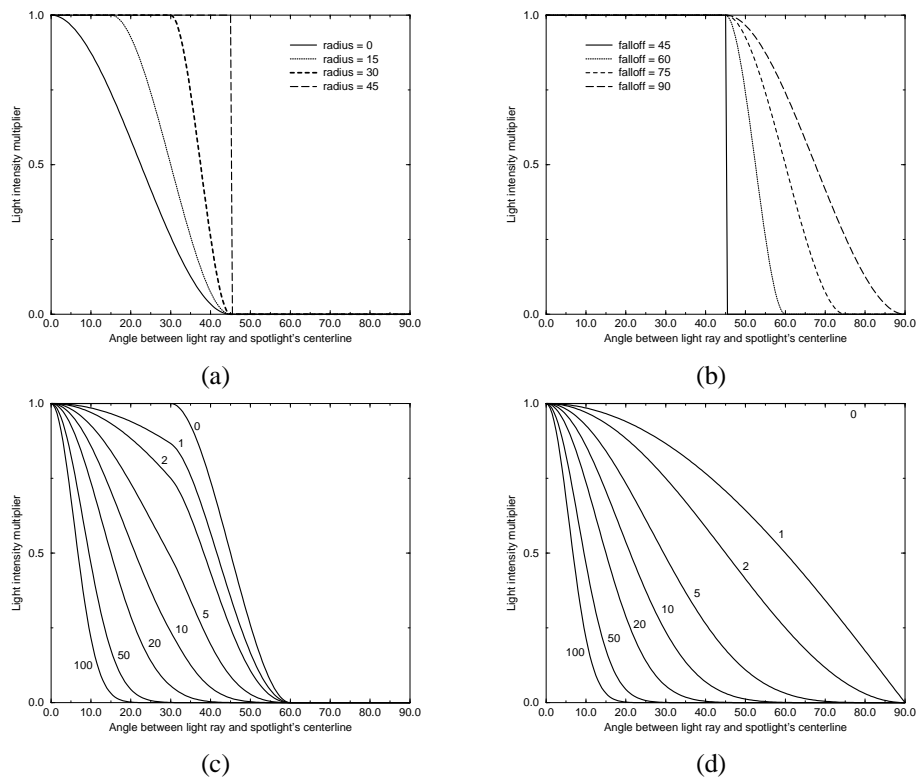 1.0
0.5
0.0
Light intensity multiplier
radius = 0
radius = 15
radius = 30
radius = 45
0.0 10.0 20.0 30.0 40.0 50.0 60.0 70.0 80.0 90.0
Angle between light ray and spotlight's centerline
(a)
1.0
0.5
0.0
Light intensity multiplier
falloff = 45
falloff = 60
falloff = 75
falloff = 90
0.0 10.0 20.0 30.0 40.0 50.0 60.0 70.0 80.0 90.0
Angle between light ray and spotlight's centerline
(b)
1.0
0.5
0.0
Light intensity multiplier
0
1
2
5
10
20
50
100
0.0 10.0 20.0 30.0 40.0 50.0 60.0 70.0 80.0 90.0
Angle between light ray and spotlight's centerline
(c)
1.0
0.5
0.0
Light intensity multiplier
0
1
2
5
10
20
50
100
0.0 10.0 20.0 30.0 40.0 50.0 60.0 70.0 80.0 90.0
Angle between light ray and spotlight's centerline
(d)